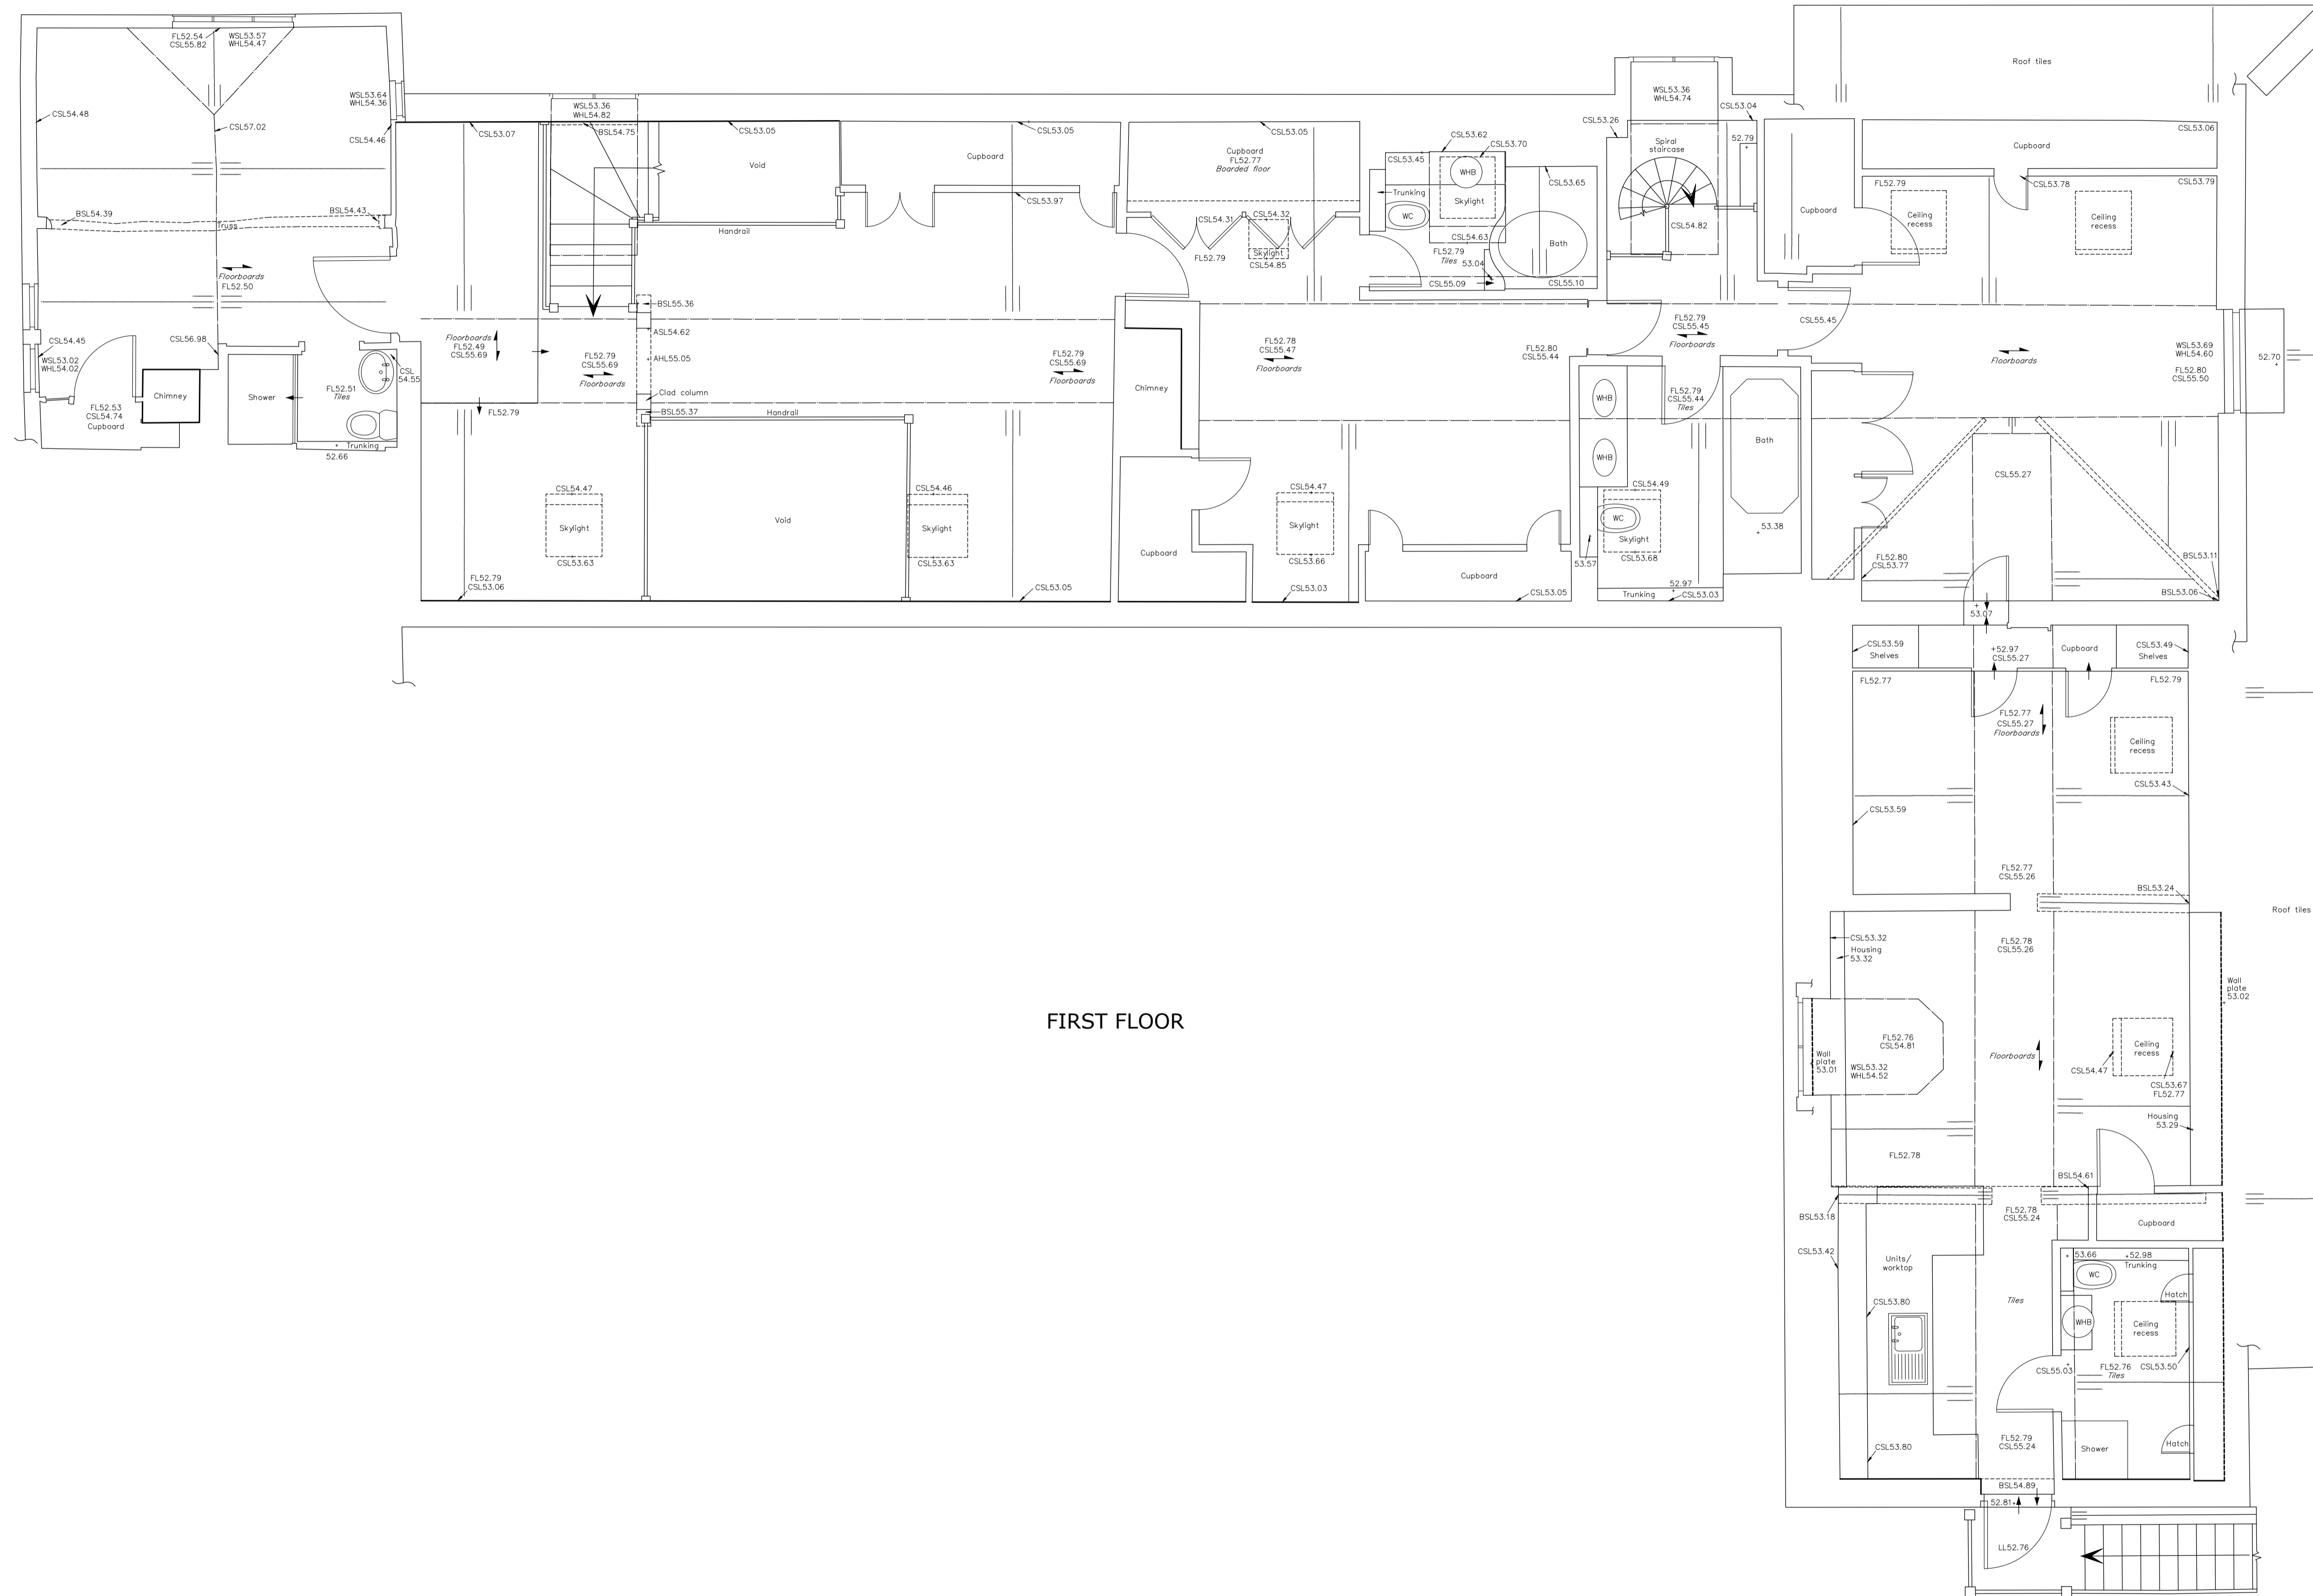 FL52.54
CSL55.82
WSL53.57
WHL54.47
CSL54.48
CSL57.02
WSL53.64
WHL54.36
CSL54.46
BSL54.39
BSL54.43
Truss
Floorboards
FL52.50
CSL54.45
WSL53.02
WHL54.02
CSL56.98
FL52.53
CSL54.74
Cupboard
Chimney
Shower
FL52.51
Tiles
CSL
54.55
Trunking
52.66
CSL53.07
WSL53.36
WHL54.82
BSL54.75
Void
CSL53.05
Handrail
Cupboard
CSL53.05
CSL53.97
Floorboards
FL52.49
CSL55.69
FL52.79
CSL55.69
Floorboards
BSL55.36
ASL54.62
AHL55.05
Clad column
BSL55.37
Handrail
FL52.79
FL52.79
CSL55.69
Floorboards
CSL54.47
Skylight
CSL53.63
FL52.79
CSL53.06
Void
CSL54.46
Skylight
CSL53.63
CSL53.05
Chimney
Cupboard
CSL53.05
Cupboard
FL52.77
Boarded floor
CSL54.31
CSL54.32
FL52.79
Skylight
CSL54.85
FL52.78
CSL55.47
Floorboards
FL52.80
CSL55.44
CSL54.47
Skylight
CSL53.66
CSL53.03
Cupboard
CSL53.05
CSL53.62
CSL53.70
CSL53.45
WHB
Trunking
WC
Skylight
CSL53.65
CSL54.63
Bath
FL52.79
Tiles
53.04
CSL55.09
CSL55.10
WSL53.36
WHL54.74
CSL53.04
CSL53.26
Spiral
staircase
52.79
CSL54.82
FL52.79
CSL55.45
Floorboards
CSL55.45
WHB
WHB
FL52.79
CSL55.44
Tiles
Bath
CSL54.49
WC
Skylight
CSL53.68
53.57
53.38
52.97
Trunking
CSL53.03
Roof tiles
Cupboard
CSL53.06
Cupboard
FL52.79
CSL53.78
CSL53.79
Ceiling
recess
Ceiling
recess
Floorboards
WSL53.69
WHL54.60
FL52.80
CSL55.50
52.70
CSL55.27
FL52.80
CSL53.77
BSL53.11
BSL53.06
53.07
CSL53.59
Shelves
52.97
CSL55.27
Cupboard
CSL53.49
Shelves
FL52.77
FL52.79
FL52.77
CSL55.27
Floorboards
Ceiling
recess
CSL53.43
CSL53.59
FL52.77
CSL55.26
BSL53.24
Roof tiles
CSL53.32
Housing
53.32
FL52.78
CSL55.26
Wall
plate
53.02
FIRST FLOOR
Wall
plate
53.01
FL52.76
CSL54.81
WSL53.32
WHL54.52
Floorboards
Ceiling
recess
CSL54.47
CSL53.67
FL52.77
Housing
53.29
FL52.78
BSL54.61
BSL53.18
FL52.78
CSL55.24
Cupboard
CSL53.42
Units/
worktop
53.66
52.98
Trunking
WC
Hatch
Tiles
CSL53.80
WHB
Ceiling
recess
CSL55.03
FL52.76
Tiles
CSL53.50
CSL53.80
FL52.79
CSL55.24
Shower
Hatch
BSL54.89
52.81
LL52.76